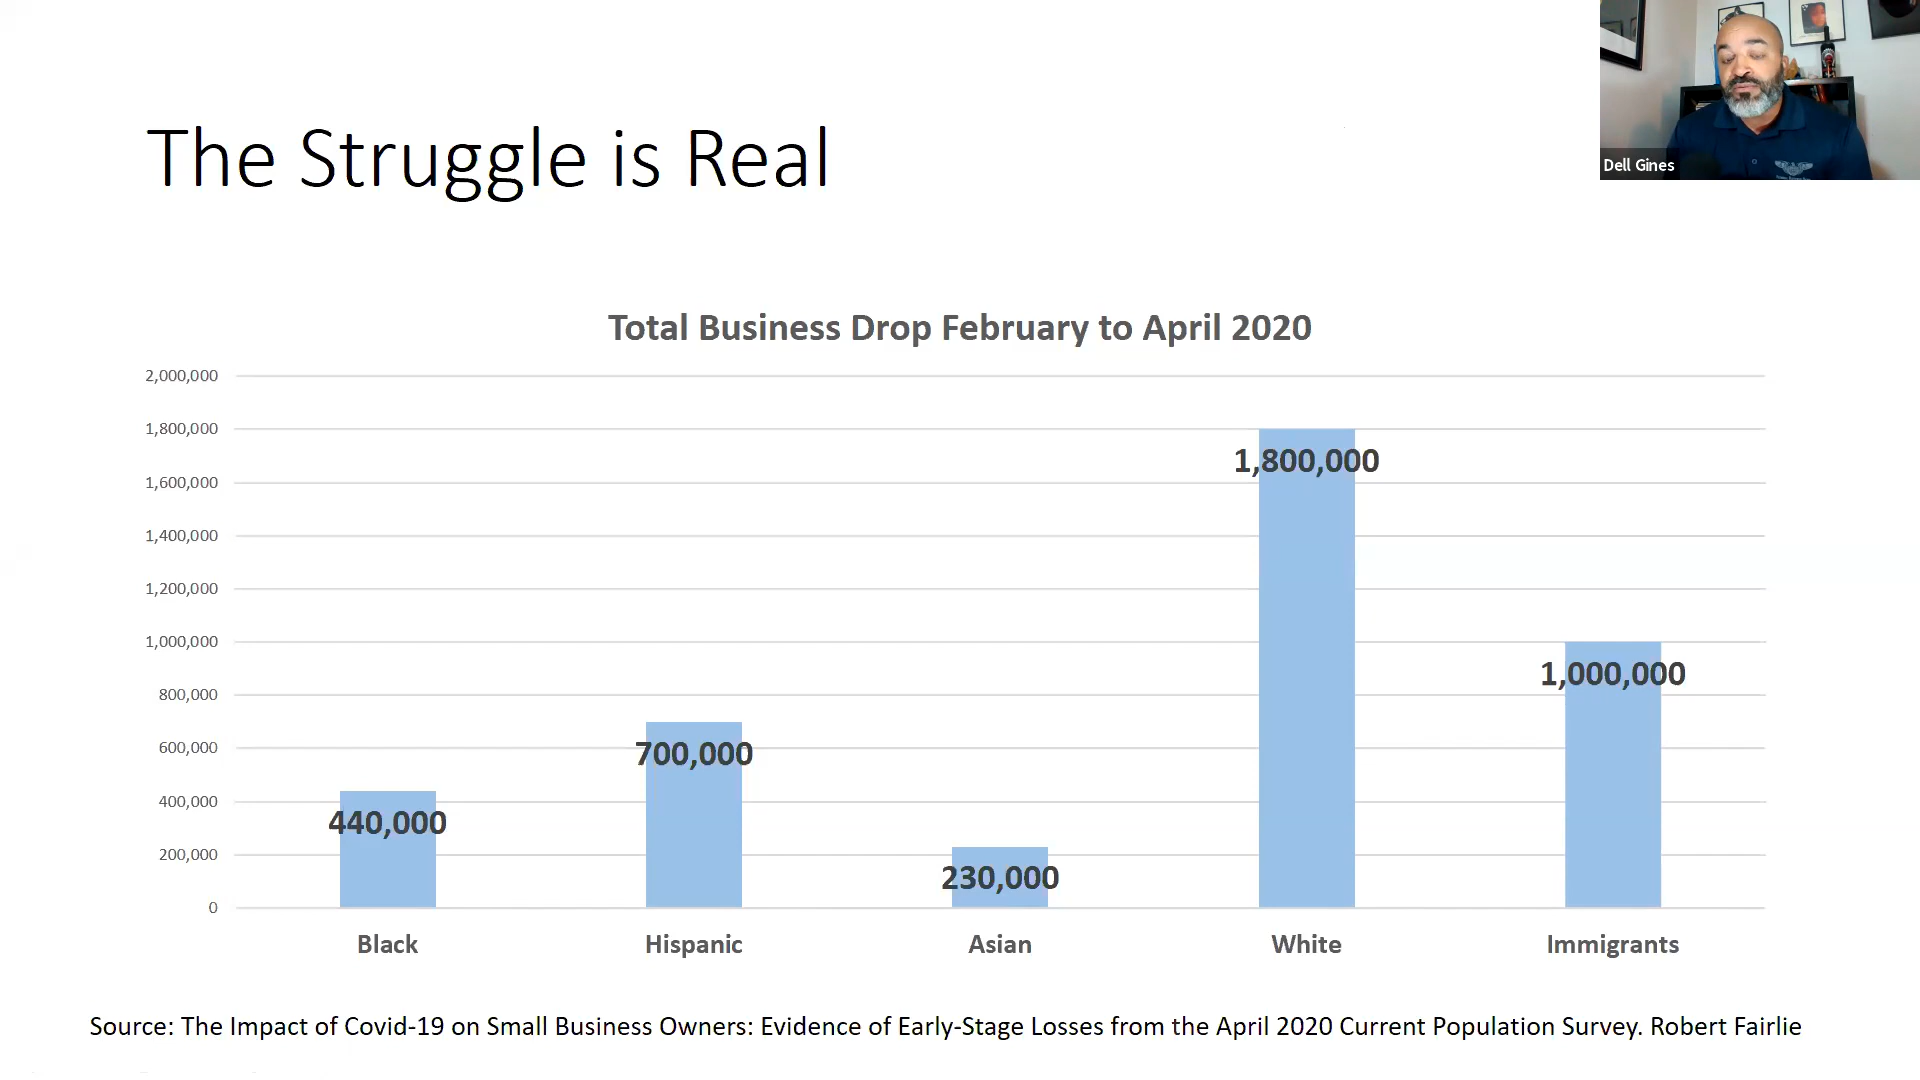 The Struggle is Real
Dell Gines
Total Business Drop February to April 2020
2,000,000
1,800,000
1,600,000
1,400,000
1,200,000
1,000,000
800,000
600,000
400,000
200,000
0
440,000
700,000
230,000
1,800,000
1,000,000
Black
Hispanic
Asian
White
Immigrants
Source: The Impact of Covid-19 on Small Business Owners: Evidence of Early-Stage Losses from the April 2020 Current Population Survey. Robert Fairlie